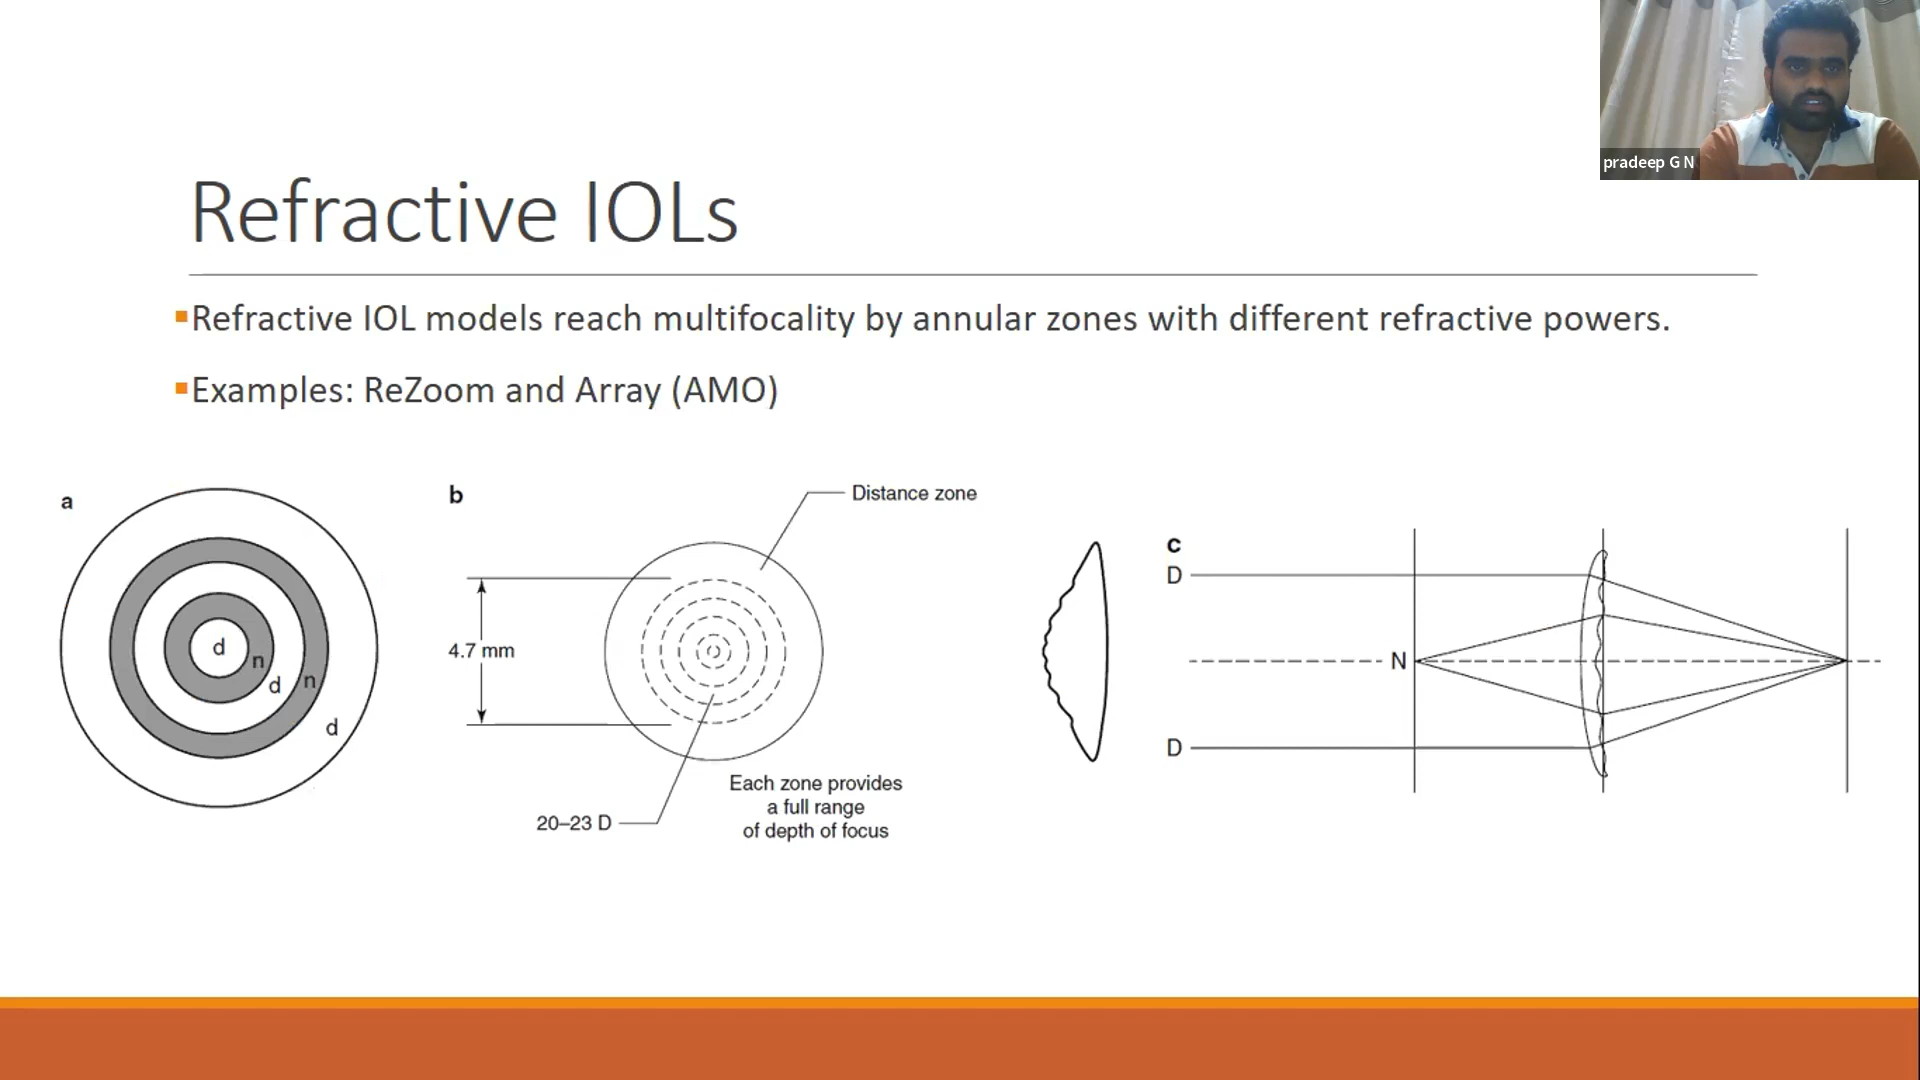 pradeep G N
Refractive IOLs
Refractive IOL models reach multifocality by annular zones with different refractive powers.
Examples: ReZoom and Array (AMO)
a
d
n
d
n
d
b
Distance zone
4.7 mm
20–23 D
Each zone provides
a full range
of depth of focus
c
D
N
D